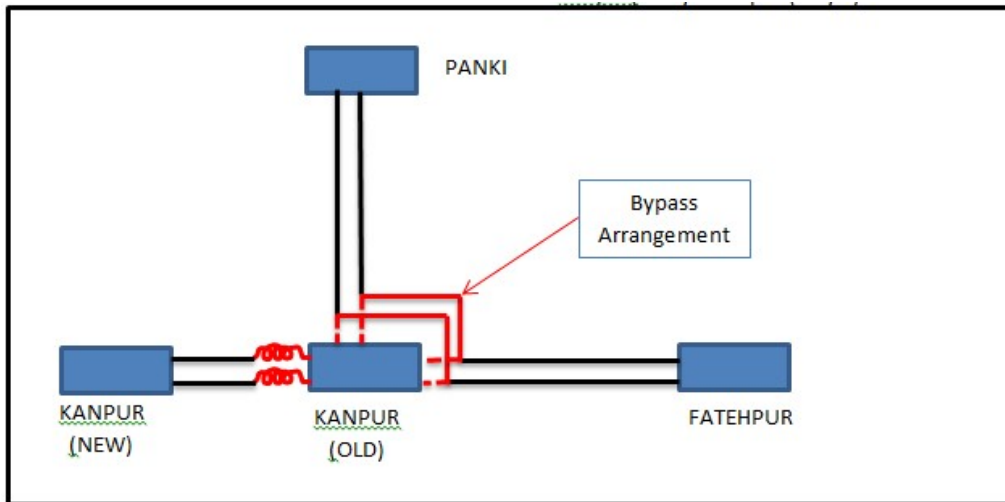 PANKI
Bypass
Arrangement
KANPUR
(NEW)
KANPUR
(OLD)
FATEHPUR